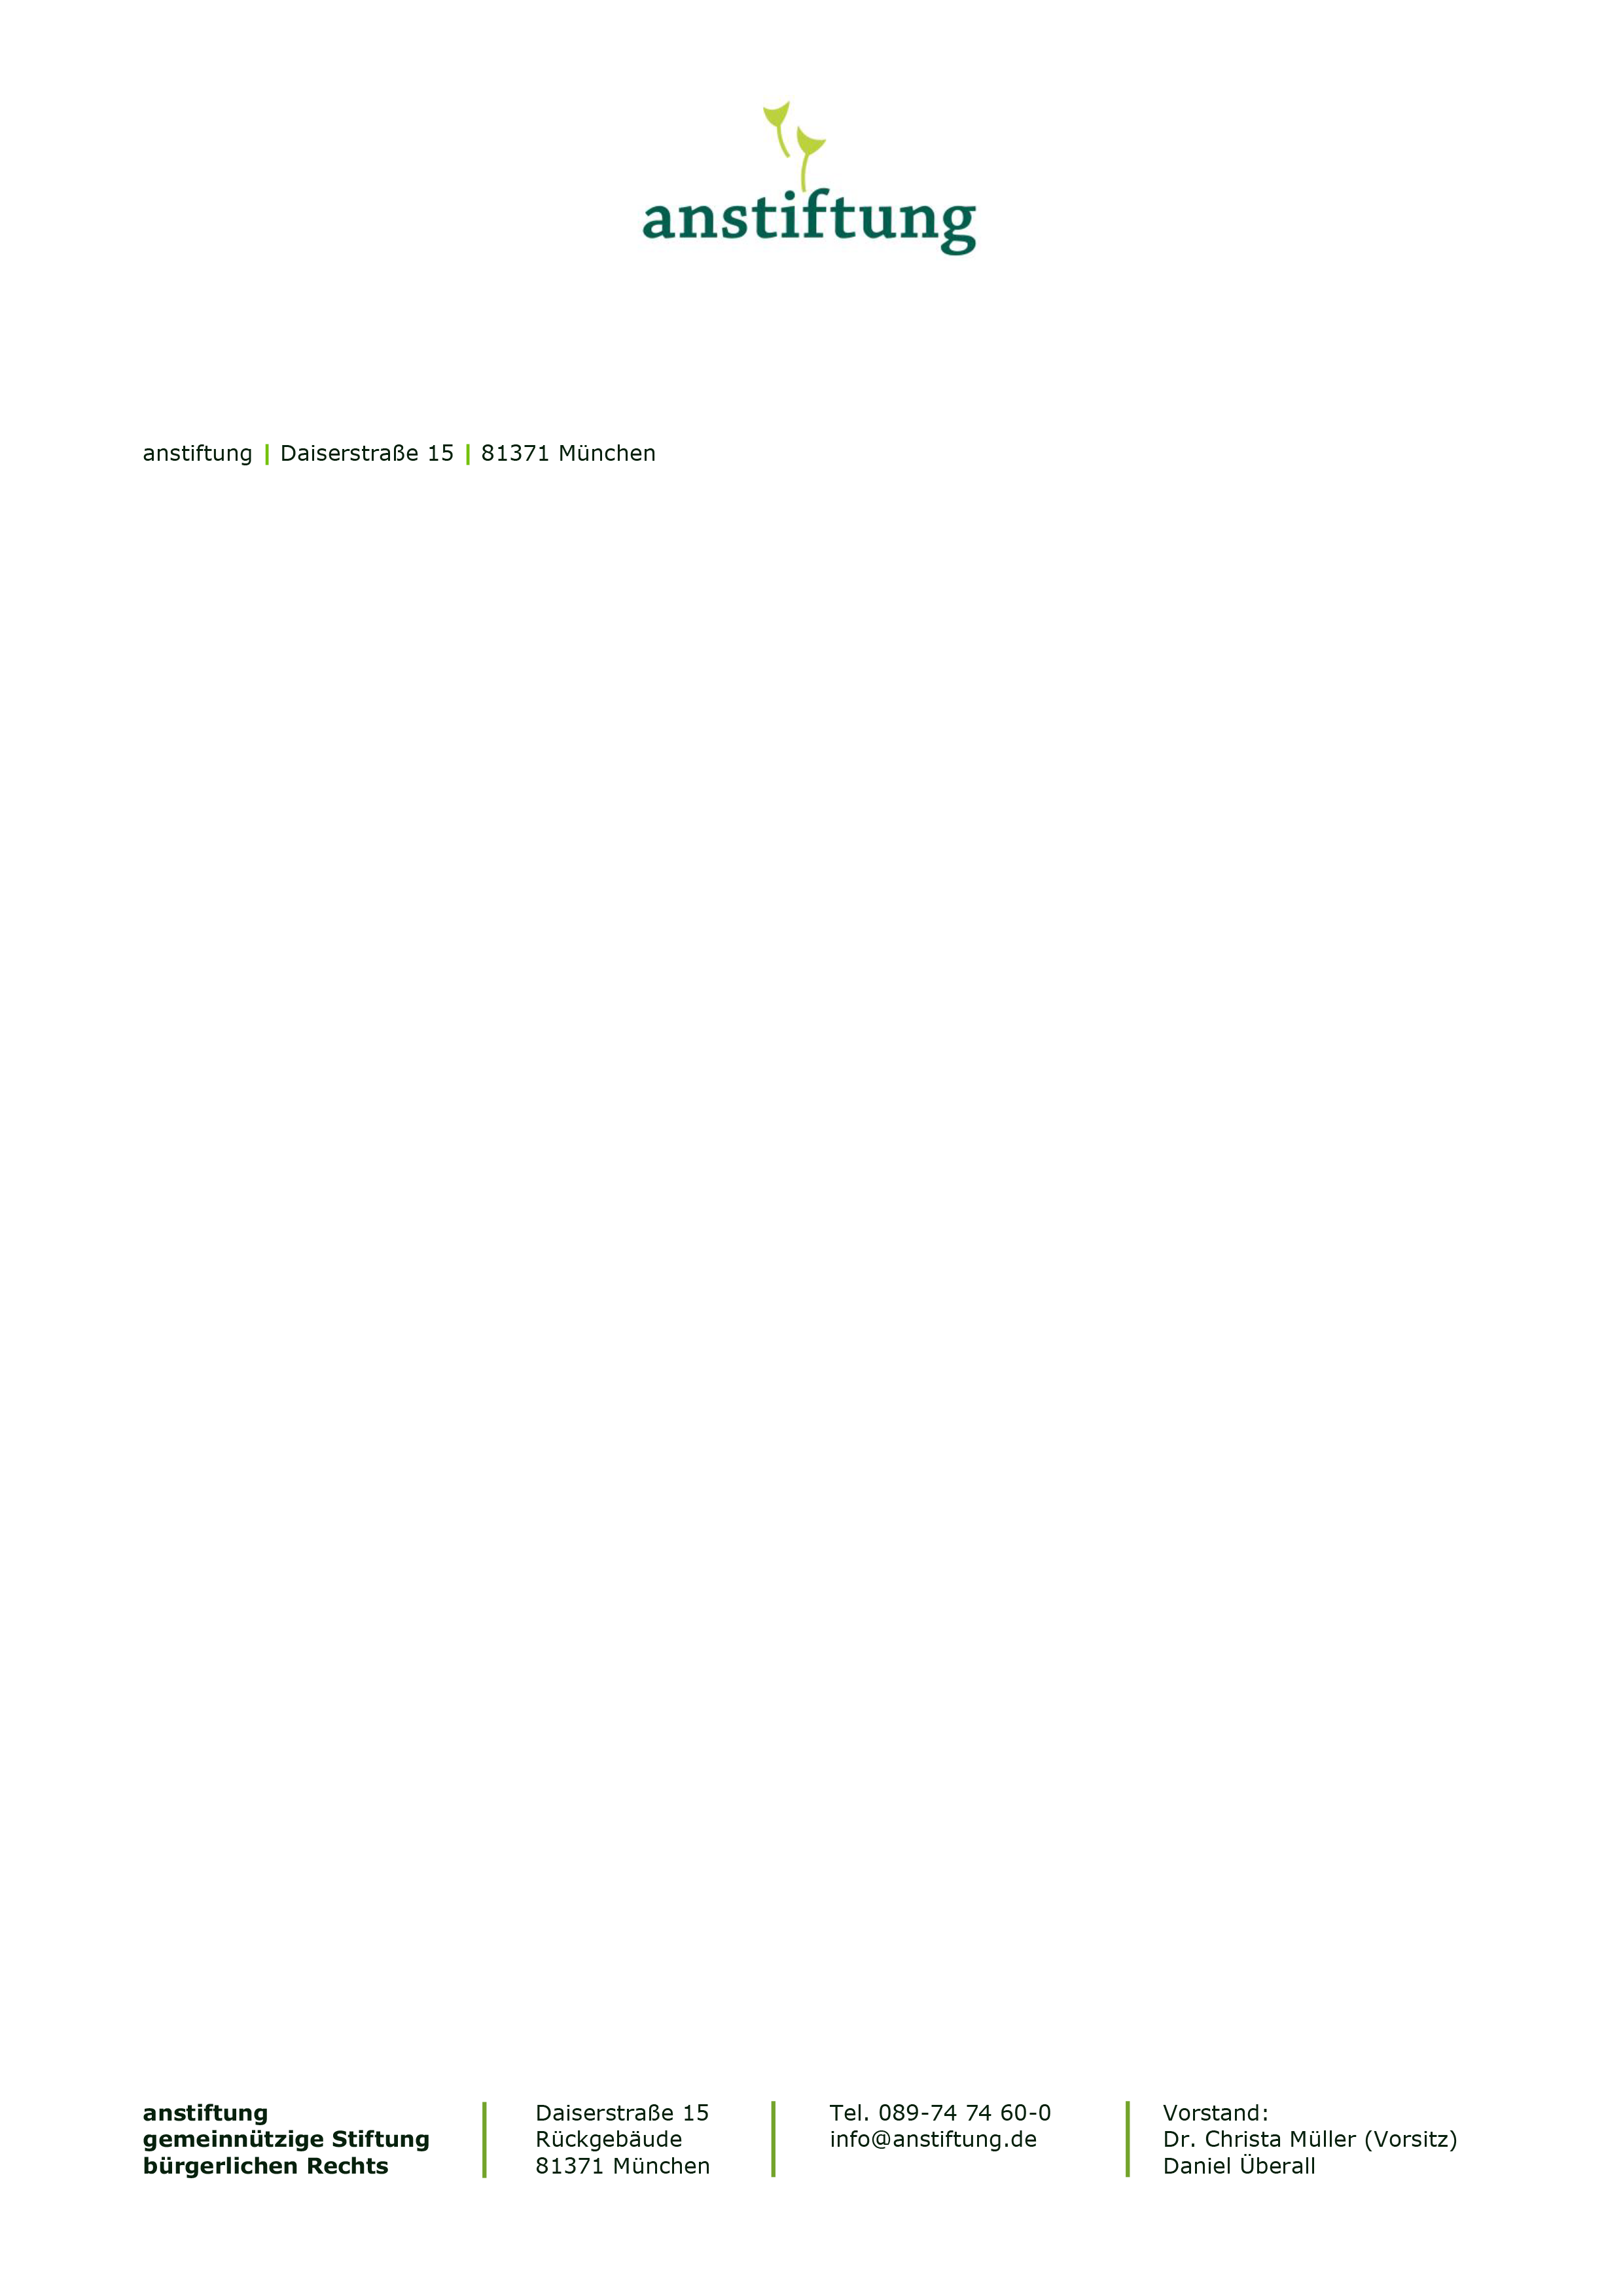 anstiftung
anstiftung | Daiserstraße 15 | 81371 München
anstiftung
gemeinnützige Stiftung
bürgerlichen Rechts
Daiserstraße 15
Rückgebäude
81371 München
Tel. 089-74 74 60-0
info@anstiftung.de
Vorstand:
Dr. Christa Müller (Vorsitz)
Daniel Überall